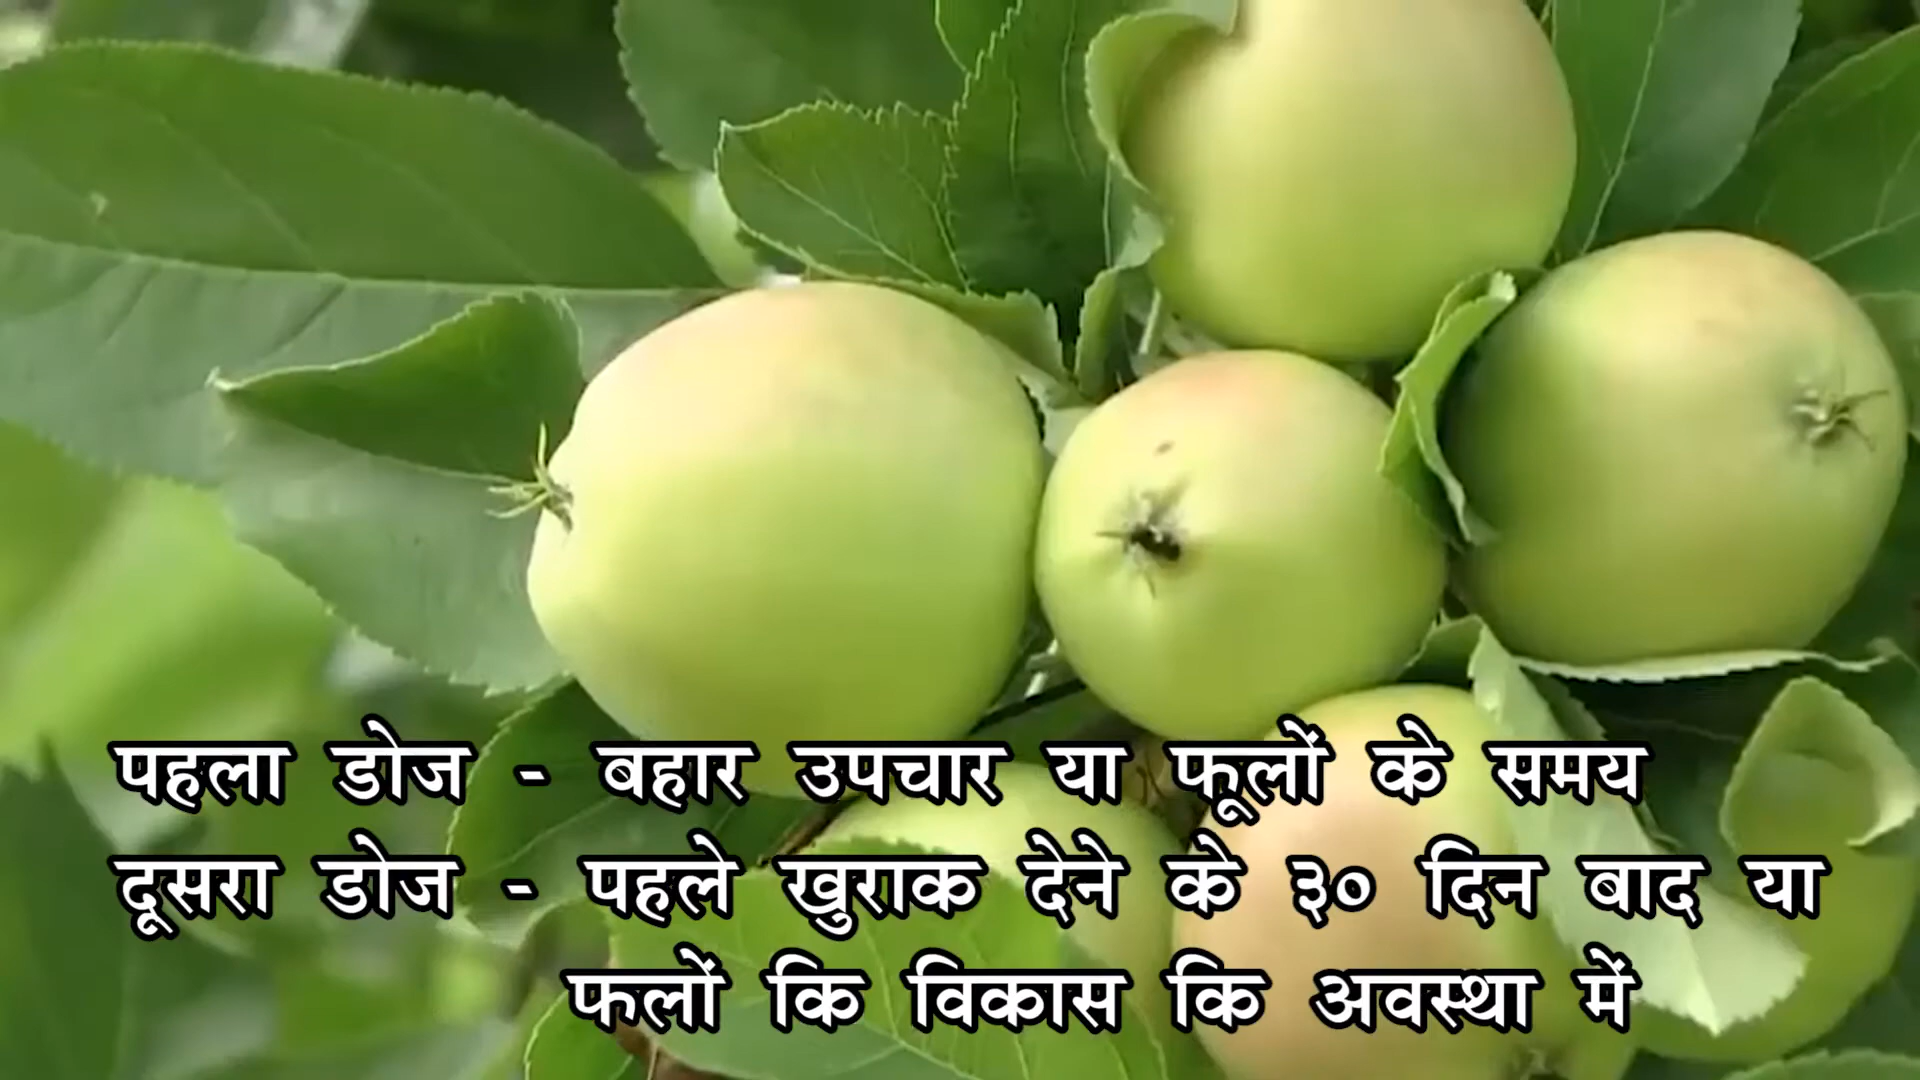 पहला डोज - बहार उपचार या फूलों के समय
दूसरा डोज - पहले खुराक देने के ३० दिन बाद या
फलों कि विकास कि अवस्था में